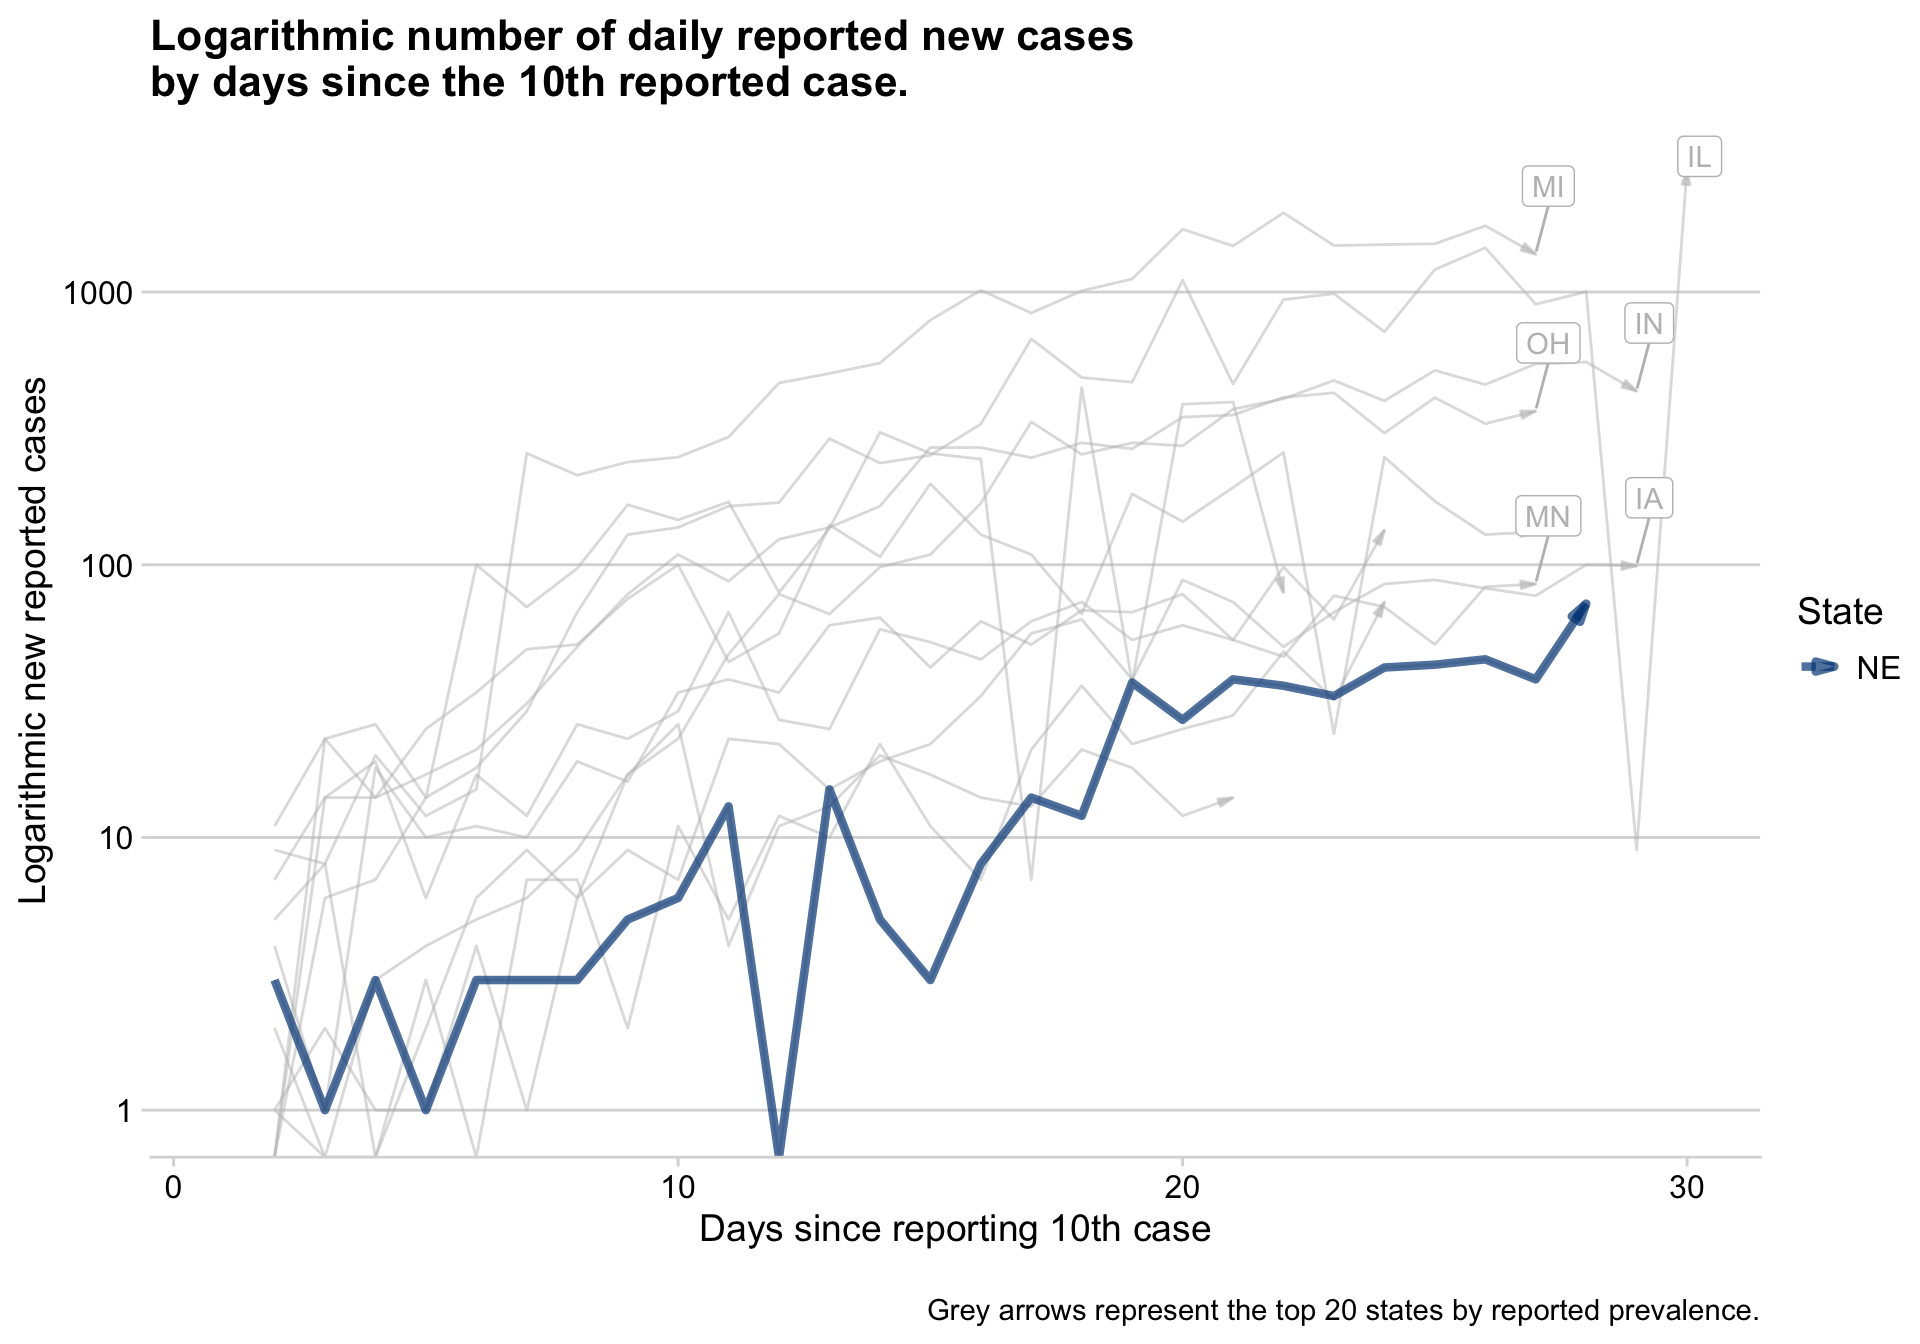 Logarithmic number of daily reported new cases
by days since the 10th reported case.
IL
MI
1000
IN
OH
IA
MN
100
10
1
Logarithmic new reported cases
State
NE
0 10 20 30
Days since reporting 10th case
Grey arrows represent the top 20 states by reported prevalence.